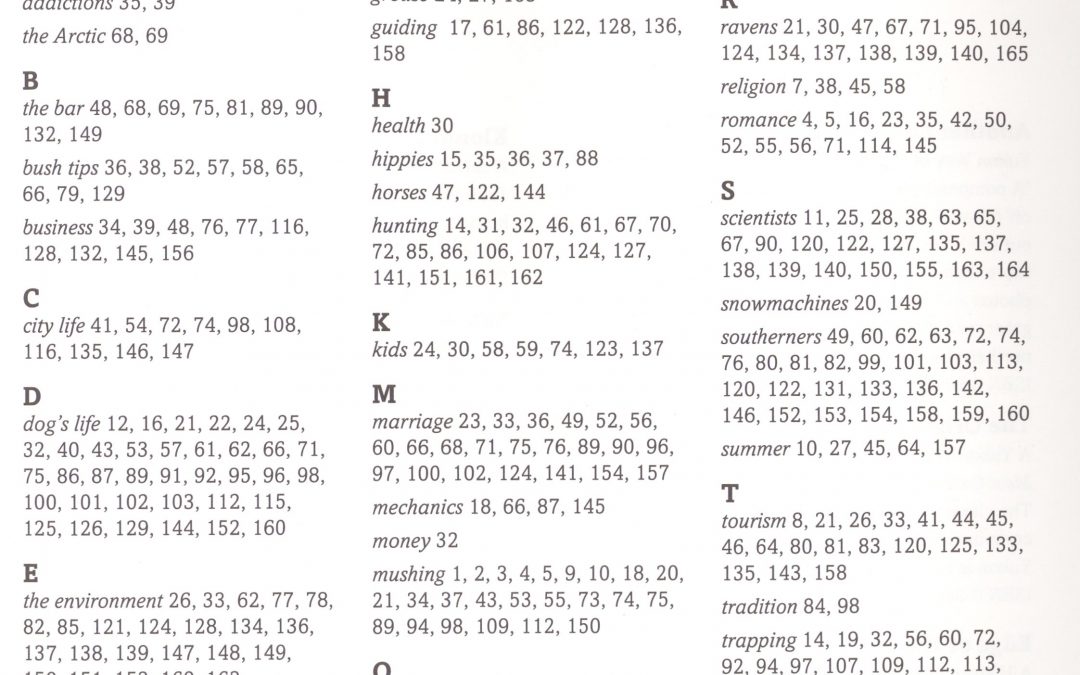 addictions 35, 39
the Arctic 68, 69
B
the bar 48, 68, 69, 75, 81, 89, 90,
132, 149
bush tips 36, 38, 52, 57, 58, 65,
66, 79, 129
business 34, 39, 48, 76, 77, 116,
128, 132, 145, 156
C
city life 41, 54, 72, 74, 98, 108,
116, 135, 146, 147
D
dog's life 12, 16, 21, 22, 24, 25,
32, 40, 43, 53, 57, 61, 62, 66, 71,
75, 86, 87, 89, 91, 92, 95, 96, 98,
100, 101, 102, 103, 112, 115,
125, 126, 129, 144, 152, 160
E
the environment 26, 33, 62, 77, 78,
82, 85, 121, 124, 128, 134, 136,
137, 138, 139, 147, 148, 149,
guiding 17, 61, 86, 122, 128, 136,
158
H
health 30
hippies 15, 35, 36, 37, 88
horses 47, 122, 144
hunting 14, 31, 32, 46, 61, 67, 70,
72, 85, 86, 106, 107, 124, 127,
141, 151, 161, 162
K
kids 24, 30, 58, 59, 74, 123, 137
M
marriage 23, 33, 36, 49, 52, 56,
60, 66, 68, 71, 75, 76, 89, 90, 96,
97, 100, 102, 124, 141, 154, 157
mechanics 18, 66, 87, 145
money 32
mushing 1, 2, 3, 4, 5, 9, 10, 18, 20,
21, 34, 37, 43, 53, 55, 73, 74, 75,
89, 94, 98, 109, 112, 150
R
ravens 21, 30, 47, 67, 71, 95, 104,
124, 134, 137, 138, 139, 140, 165
religion 7, 38, 45, 58
romance 4, 5, 16, 23, 35, 42, 50,
52, 55, 56, 71, 114, 145
S
scientists 11, 25, 28, 38, 63, 65,
67, 90, 120, 122, 127, 135, 137,
138, 139, 140, 150, 155, 163, 164
snowmachines 20, 149
southerners 49, 60, 62, 63, 72, 74,
76, 80, 81, 82, 99, 101, 103, 113,
120, 122, 131, 133, 136, 142,
146, 152, 153, 154, 158, 159, 160
summer 10, 27, 45, 64, 157
T
tourism 8, 21, 26, 33, 41, 44, 45,
46, 64, 80, 81, 83, 120, 125, 133,
135, 143, 158
tradition 84, 98
trapping 14, 19, 32, 56, 60, 72,
92, 94, 97, 107, 109, 112, 113,